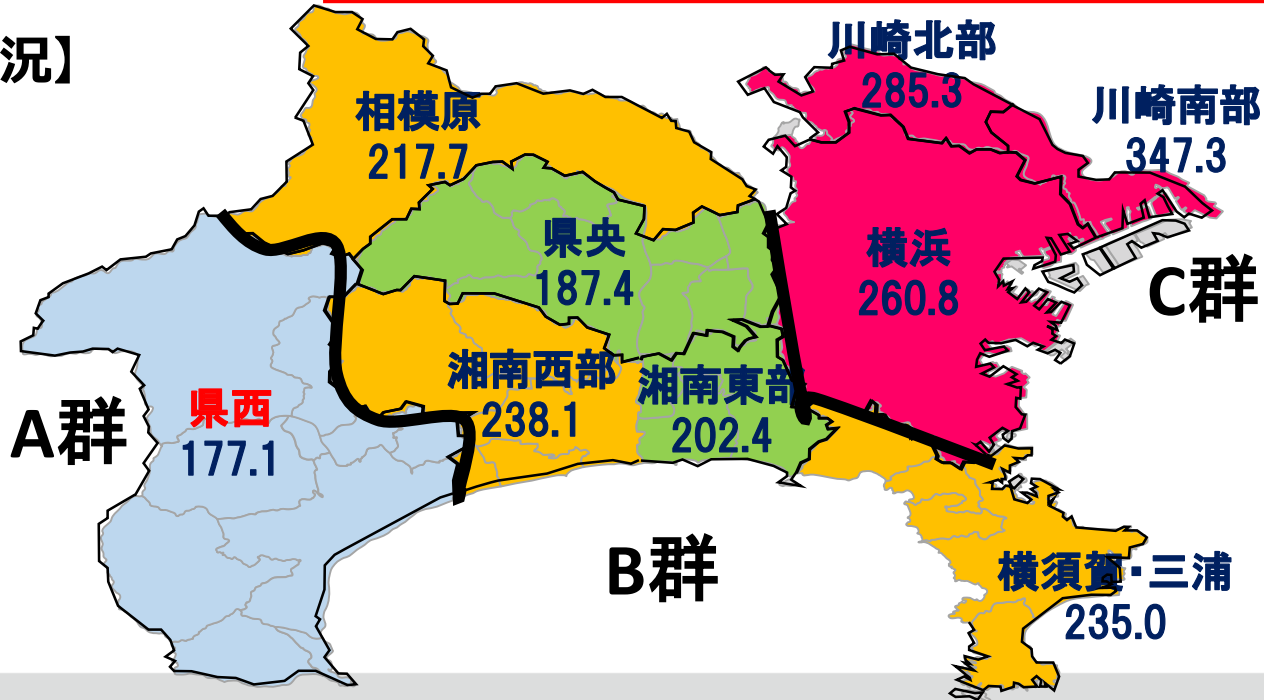 況】
川崎北部
285.3
川崎南部
347.3
相模原
217.7
県央
187.4
横浜
260.8
C群
湘南西部
238.1
湘南東部
202.4
県西
177.1
A群
B群
横須賀・三浦
235.0